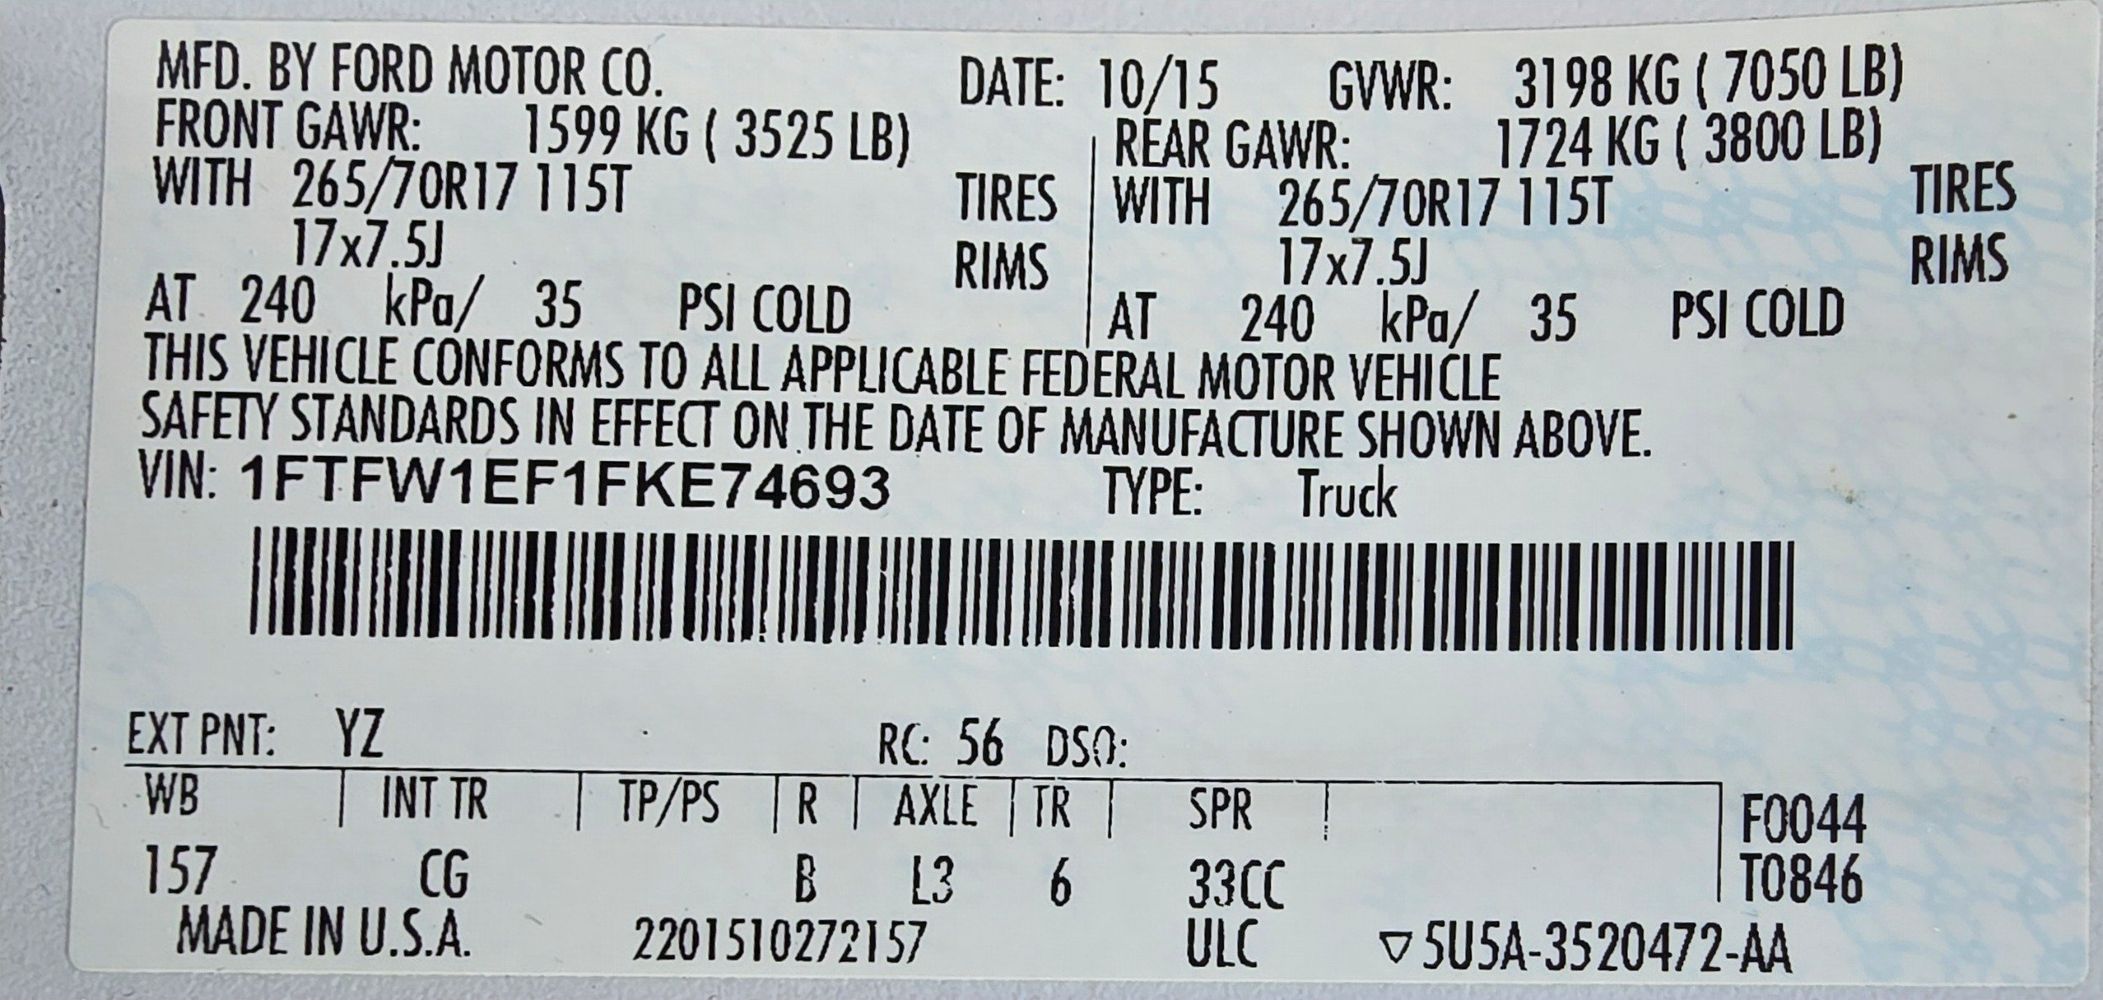 MFD. BY FORD MOTOR CO. DATE: 10/15 GVWR: 3198 KG ( 7050 LB)
FRONT GAWR: 1599 KG ( 3525 LB) REAR GAWR: 1724 KG ( 3800 LB)
WITH 265/70R17 115T TIRES WITH 265/70R17 115T TIRES
17x7.5J RIMS 17x7.5J RIMS
AT 240 kPa/ 35 PSI COLD AT 240 kPa/ 35 PSI COLD
THIS VEHICLE CONFORMS TO ALL APPLICABLE FEDERAL MOTOR VEHICLE
SAFETY STANDARDS IN EFFECT ON THE DATE OF MANUFACTURE SHOWN ABOVE.
VIN: 1FTFW1EF1FKE74693 TYPE: Truck
EXT PNT: YZ RC: 56 DSO:
WB INT TR TP/PS R AXLE TR SPR F0044
157 CG B L3 6 33CC T0846
MADE IN U.S.A. 2201510272157 ULC ▽5U5A-3520472-AA